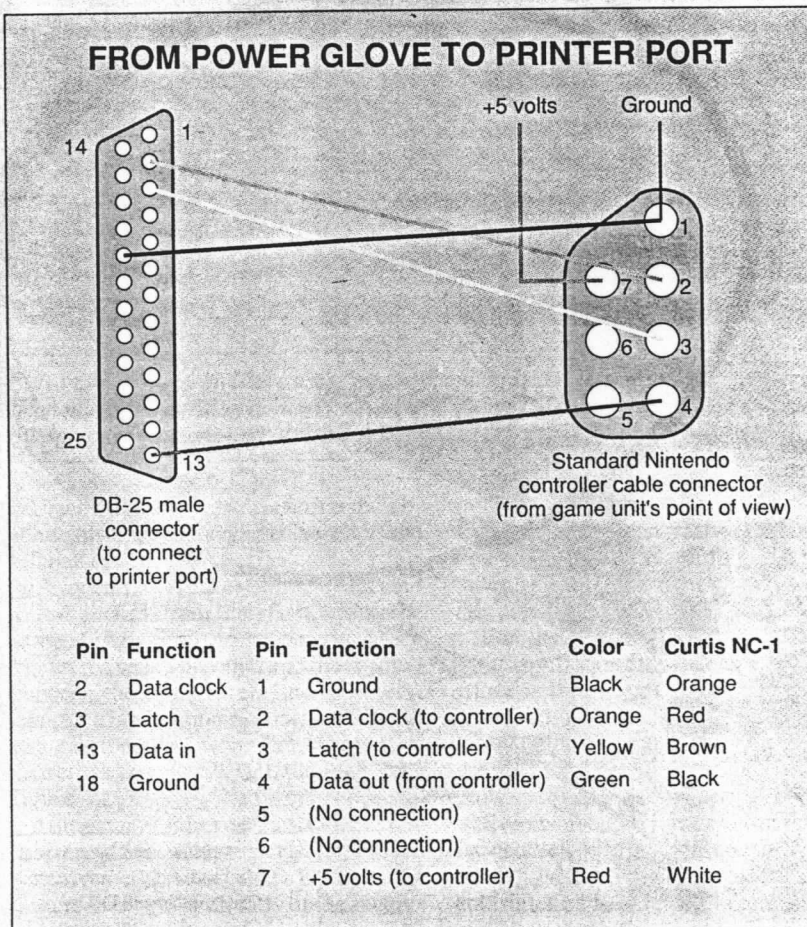 FROM POWER GLOVE TO PRINTER PORT
+5 volts Ground
14 1
1
7 2
6 3
5 4
25 13
DB-25 male
connector
(to connect
to printer port)
Standard Nintendo
controller cable connector
(from game unit's point of view)
Pin Function Pin Function Color Curtis NC-1
2 Data clock 1 Ground Black Orange
3 Latch 2 Data clock (to controller) Orange Red
13 Data in 3 Latch (to controller) Yellow Brown
18 Ground 4 Data out (from controller) Green Black
5 (No connection)
6 (No connection)
7 +5 volts (to controller) Red White